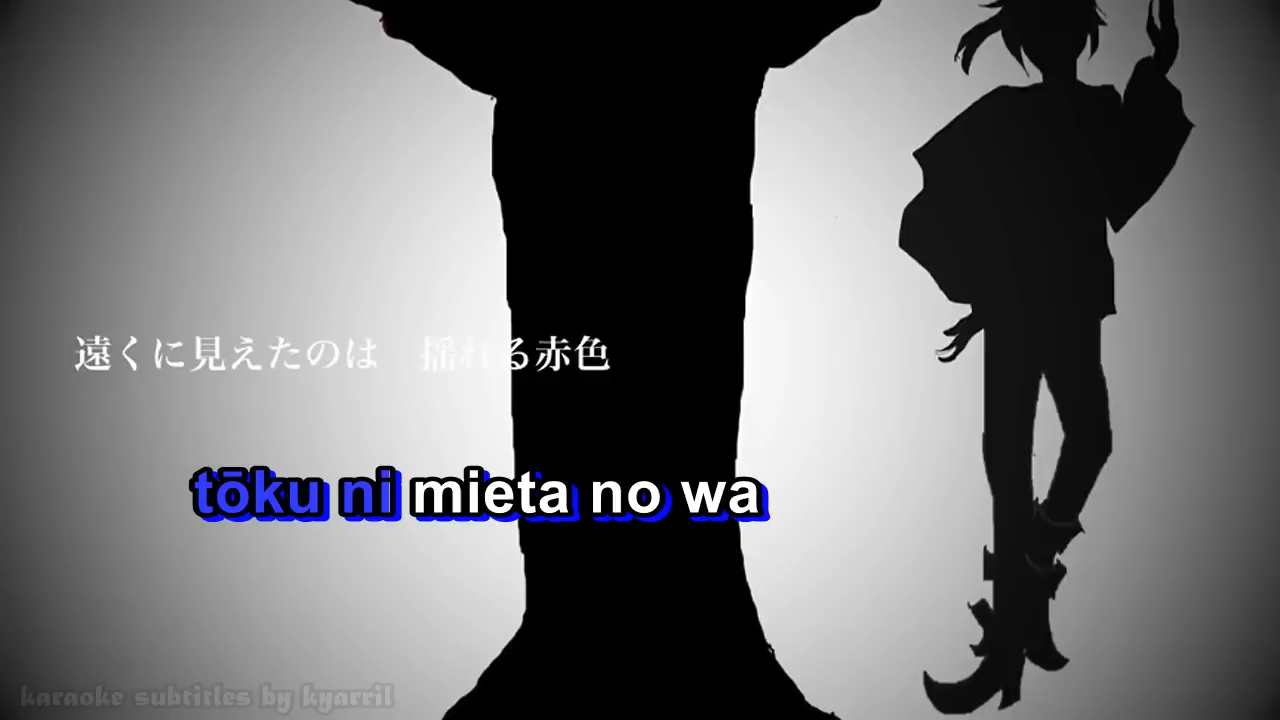 遠くに見えたのは　揺れる赤色
tōku ni mieta no wa
karaoke subtitles by kyarril